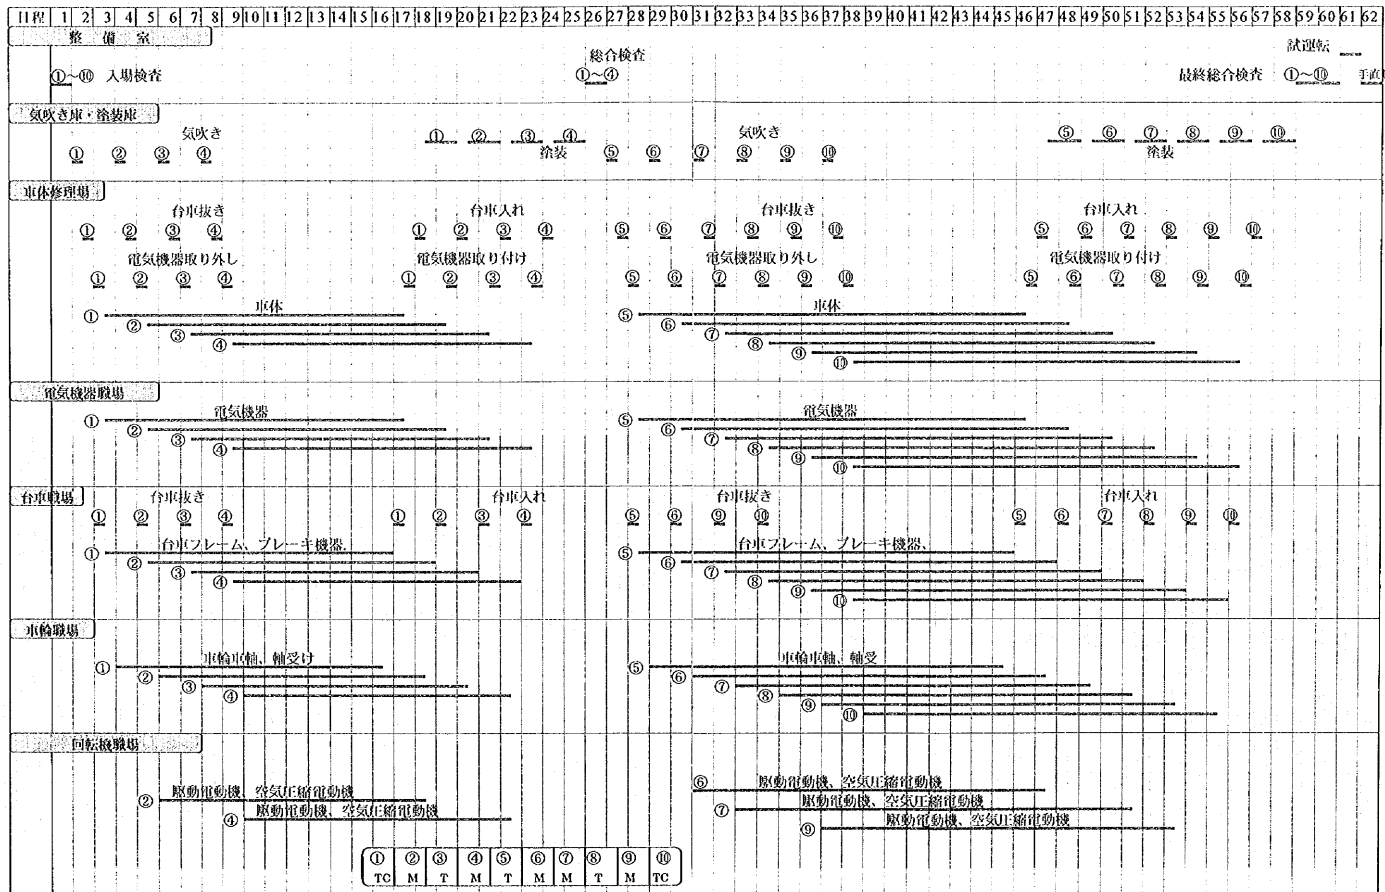 日程 1 2 3 4 5 6 7 8 9 10 11 12 13 14 15 16 17 18 19 20 21 22 23 24 25 26 27 28 29 30 31 32 33 34 35 36 37 38 39 40 41 42 43 44 45 46 47 48 49 50 51 52 53 54 55 56 57 58 59 60 61 62
整備室
試運転
総合検査
①～⑩ 入場検査 ①～④ 最終総合検査 ①～⑩ 手直し
気吹き庫・塗装庫
① ② ③ ④ ⑤ ⑥ ⑦ ⑧ ⑨ ⑩
気吹き 気吹き
塗装 塗装
① ② ③ ④ ⑤ ⑥ ⑦ ⑧ ⑨ ⑩
車体修理場
台車抜き 台車入れ 台車抜き 台車入れ
① ② ③ ④ ① ② ③ ④ ⑤ ⑥ ⑦ ⑧ ⑨ ⑩ ⑤ ⑥ ⑦ ⑧ ⑨ ⑩
電気機器取り外し 電気機器取り付け 電気機器取り外し 電気機器取り付け
① ② ③ ④ ① ② ③ ④ ⑤ ⑥ ⑦ ⑧ ⑨ ⑩ ⑤ ⑥ ⑦ ⑧ ⑨ ⑩
車体 車体
① ⑤
② ⑥
③ ⑦
④ ⑧
⑨
⑩
電気機器職場
電気機器 電気機器
① ⑤
② ⑥
③ ⑦
④ ⑧
⑨
⑩
台車職場
台車抜き 台車入れ 台車抜き 台車入れ
① ② ③ ④ ① ② ③ ④ ⑤ ⑥ ⑨ ⑩ ⑤ ⑥ ⑦ ⑧ ⑨ ⑩
台車フレーム、ブレーキ機器、 台車フレーム、ブレーキ機器、
① ⑤
② ⑥
③ ⑦
④ ⑧
⑨
⑩
車輪職場
車輪車軸、軸受け 車輪車軸、軸受
① ⑤
② ⑥
③ ⑦
④ ⑧
⑨
⑩
回転機職場
⑥ 駆動電動機、空気圧縮電動機
② 駆動電動機、空気圧縮電動機
⑦ 駆動電動機、空気圧縮電動機
④ 駆動電動機、空気圧縮電動機
⑨ 駆動電動機、空気圧縮電動機
① ② ③ ④ ⑤ ⑥ ⑦ ⑧ ⑨ ⑩
TC M T M T M M T M TC